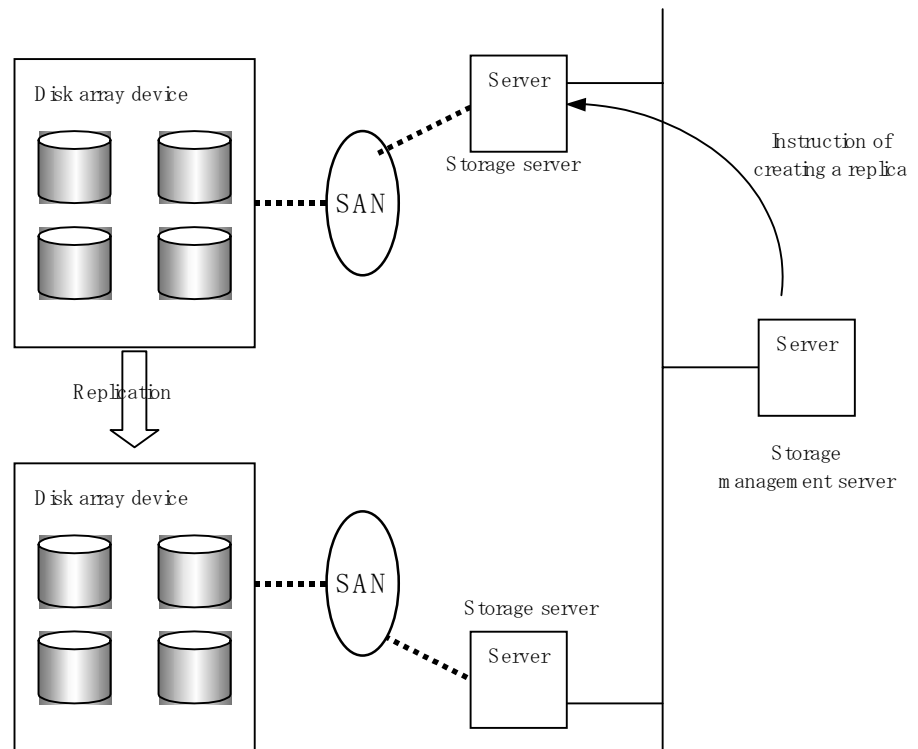 Disk array device
Server
Storage server
SAN
Instruction of
creating a replica
Server
Storage
management server
Replication
Disk array device
SAN
Storage server
Server